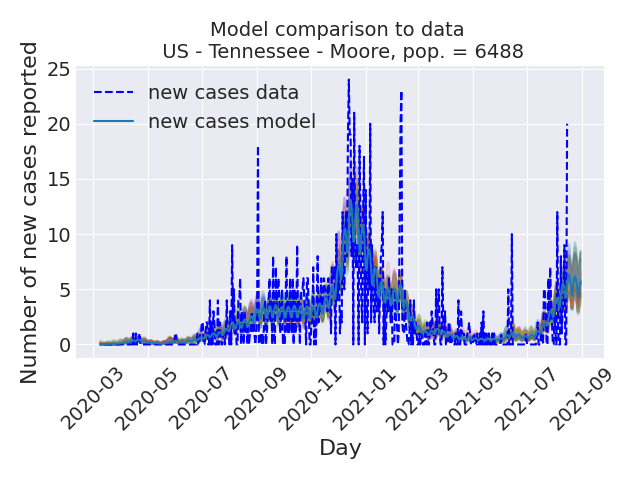 Model comparison to data
US - Tennessee - Moore, pop. = 6488
Number of new cases reported
25
20
15
10
5
0
new cases data
new cases model
2020-03
2020-05
2020-07
2020-09
2020-11
2021-01
2021-03
2021-05
2021-07
2021-09
Day